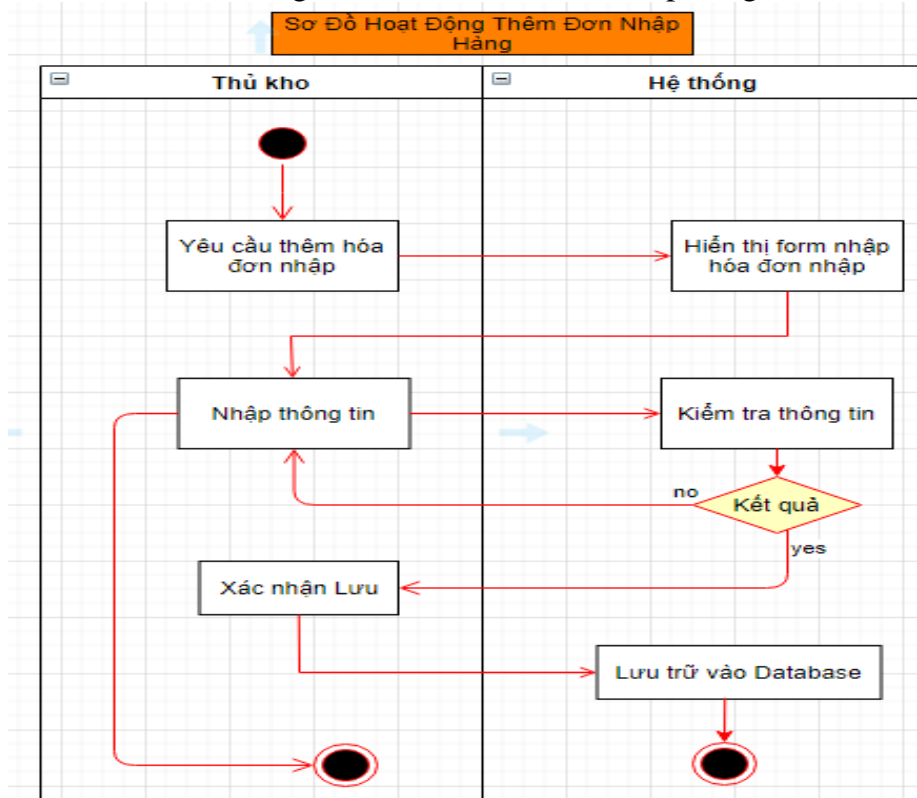 Sơ Đồ Hoạt Động Thêm Đơn Nhập
Hàng
Thủ kho
Hệ thống
Yêu cầu thêm hóa
đơn nhập
Hiển thị form nhập
hóa đơn nhập
Nhập thông tin
Kiểm tra thông tin
no
Kết quả
yes
Xác nhận Lưu
Lưu trữ vào Database